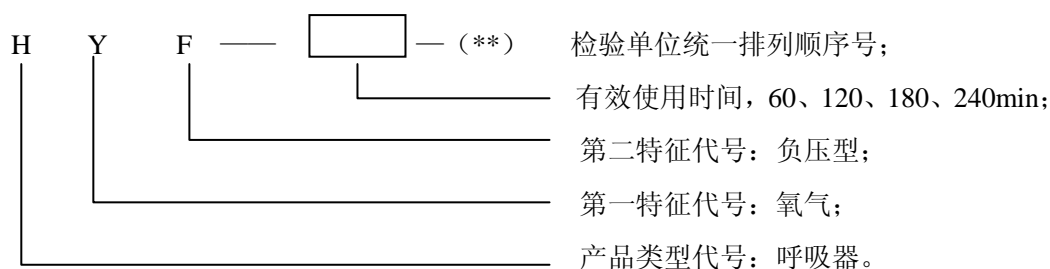 H Y F —— — (**) 检验单位统一排列顺序号；
有效使用时间，60、120、180、240min；
第二特征代号：负压型；
第一特征代号：氧气；
产品类型代号：呼吸器。